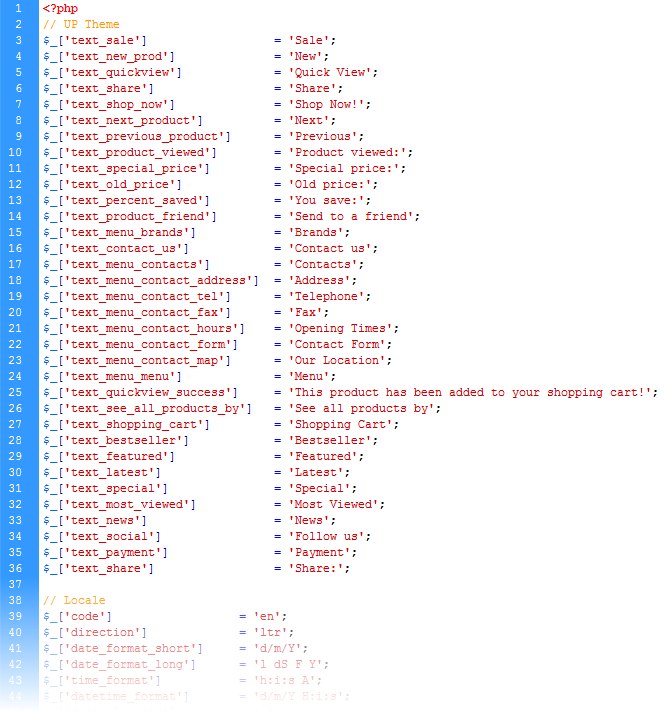 1 <?php
2 // UP Theme
3 $_['text_sale'] = 'Sale';
4 $_['text_new_prod'] = 'New';
5 $_['text_quickview'] = 'Quick View';
6 $_['text_share'] = 'Share';
7 $_['text_shop_now'] = 'Shop Now!';
8 $_['text_next_product'] = 'Next';
9 $_['text_previous_product'] = 'Previous';
10 $_['text_product_viewed'] = 'Product viewed:';
11 $_['text_special_price'] = 'Special price:';
12 $_['text_old_price'] = 'Old price:';
13 $_['text_percent_saved'] = 'You save:';
14 $_['text_product_friend'] = 'Send to a friend';
15 $_['text_menu_brands'] = 'Brands';
16 $_['text_contact_us'] = 'Contact us';
17 $_['text_menu_contacts'] = 'Contacts';
18 $_['text_menu_contact_address'] = 'Address';
19 $_['text_menu_contact_tel'] = 'Telephone';
20 $_['text_menu_contact_fax'] = 'Fax';
21 $_['text_menu_contact_hours'] = 'Opening Times';
22 $_['text_menu_contact_form'] = 'Contact Form';
23 $_['text_menu_contact_map'] = 'Our Location';
24 $_['text_menu_menu'] = 'Menu';
25 $_['text_quickview_success'] = 'This product has been added to your shopping cart!';
26 $_['text_see_all_products_by'] = 'See all products by';
27 $_['text_shopping_cart'] = 'Shopping Cart';
28 $_['text_bestseller'] = 'Bestseller';
29 $_['text_featured'] = 'Featured';
30 $_['text_latest'] = 'Latest';
31 $_['text_special'] = 'Special';
32 $_['text_most_viewed'] = 'Most Viewed';
33 $_['text_news'] = 'News';
34 $_['text_social'] = 'Follow us';
35 $_['text_payment'] = 'Payment';
36 $_['text_share'] = 'Share:';
37
38 // Locale
39 $_['code'] = 'en';
40 $_['direction'] = 'ltr';
41 $_['date_format_short'] = 'd/m/Y';
42 $_['date_format_long'] = 'l dS F Y';
43 $_['time_format'] = 'h:i:s A';
44 $_['datetime_format'] = 'd/m/Y H:i:s';